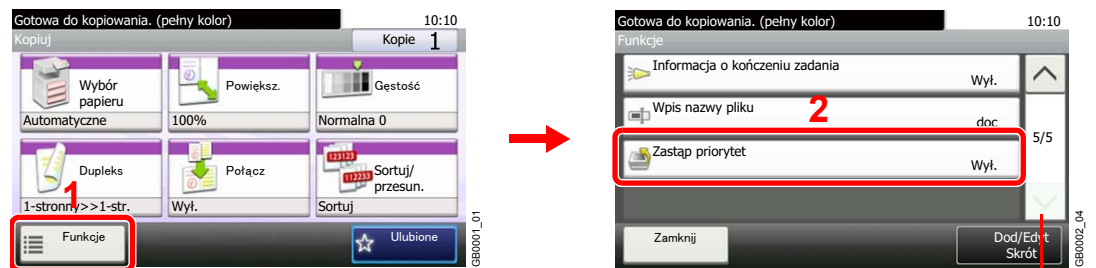 Gotowa do kopiowania. (pełny kolor) 10:10
Kopiuj Kopie 1
Wybór papieru
Automatyczne
Powiększ.
100%
Gęstość
Normalna 0
Dupleks
1-stronny>>1-str.
Połącz
Wył.
123123
112233
Sortuj/
przesun.
Sortuj
1
Funkcje
Ulubione
GB0001_01
Gotowa do kopiowania. (pełny kolor) 10:10
Funkcje
Informacja o kończeniu zadania
Wył.
Wpis nazwy pliku
doc
2
5/5
Zastąp priorytet
Wył.
Zamknij
Dod/Edyt
Skrót
GB0002_04